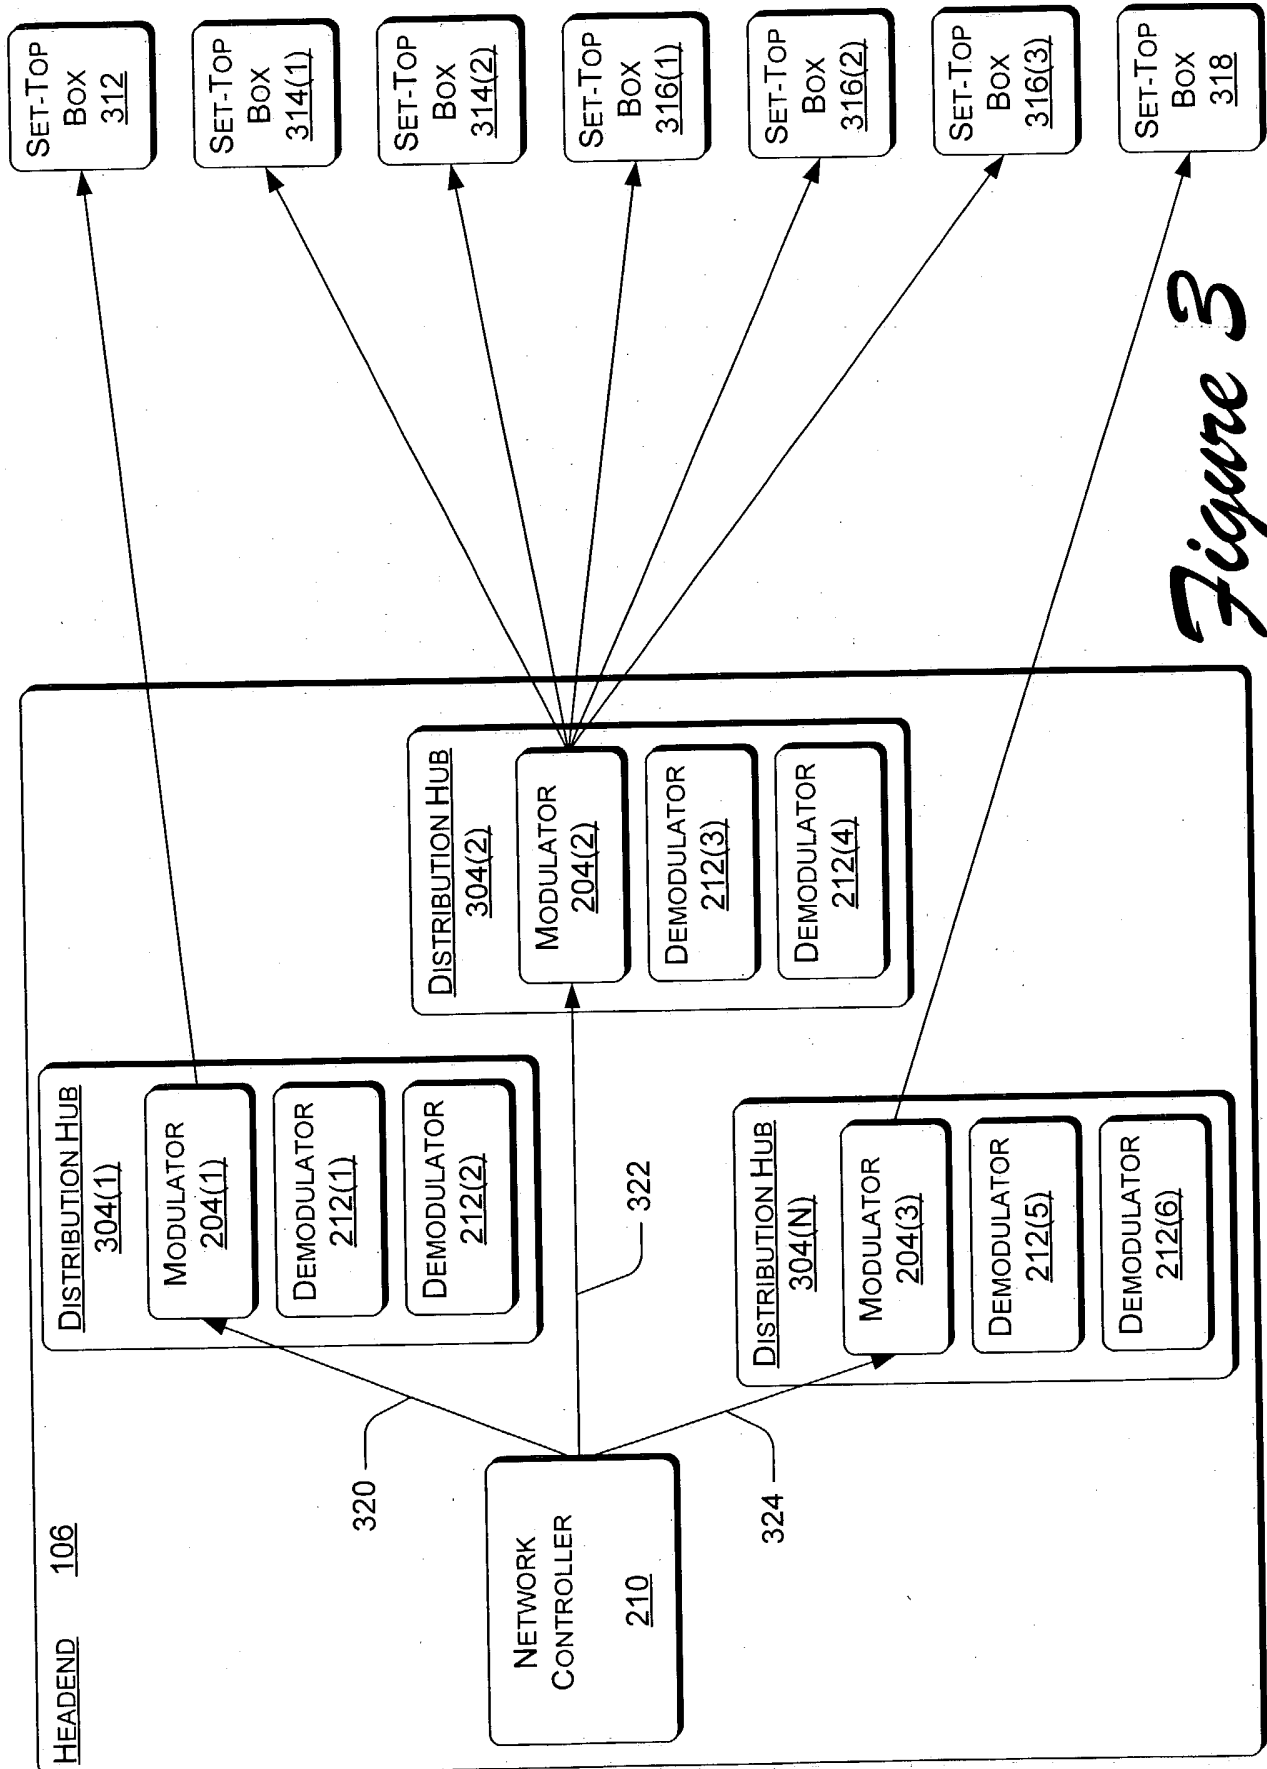 HEADEND 106
NETWORK
CONTROLLER
210
320
322
324
DISTRIBUTION HUB
304(1)
MODULATOR
204(1)
DEMODULATOR
212(1)
DEMODULATOR
212(2)
DISTRIBUTION HUB
304(2)
MODULATOR
204(2)
DEMODULATOR
212(3)
DEMODULATOR
212(4)
DISTRIBUTION HUB
304(N)
MODULATOR
204(3)
DEMODULATOR
212(5)
DEMODULATOR
212(6)
SET-TOP
BOX
312
SET-TOP
BOX
314(1)
SET-TOP
BOX
314(2)
SET-TOP
BOX
316(1)
SET-TOP
BOX
316(2)
SET-TOP
BOX
316(3)
SET-TOP
BOX
318
Figure 3